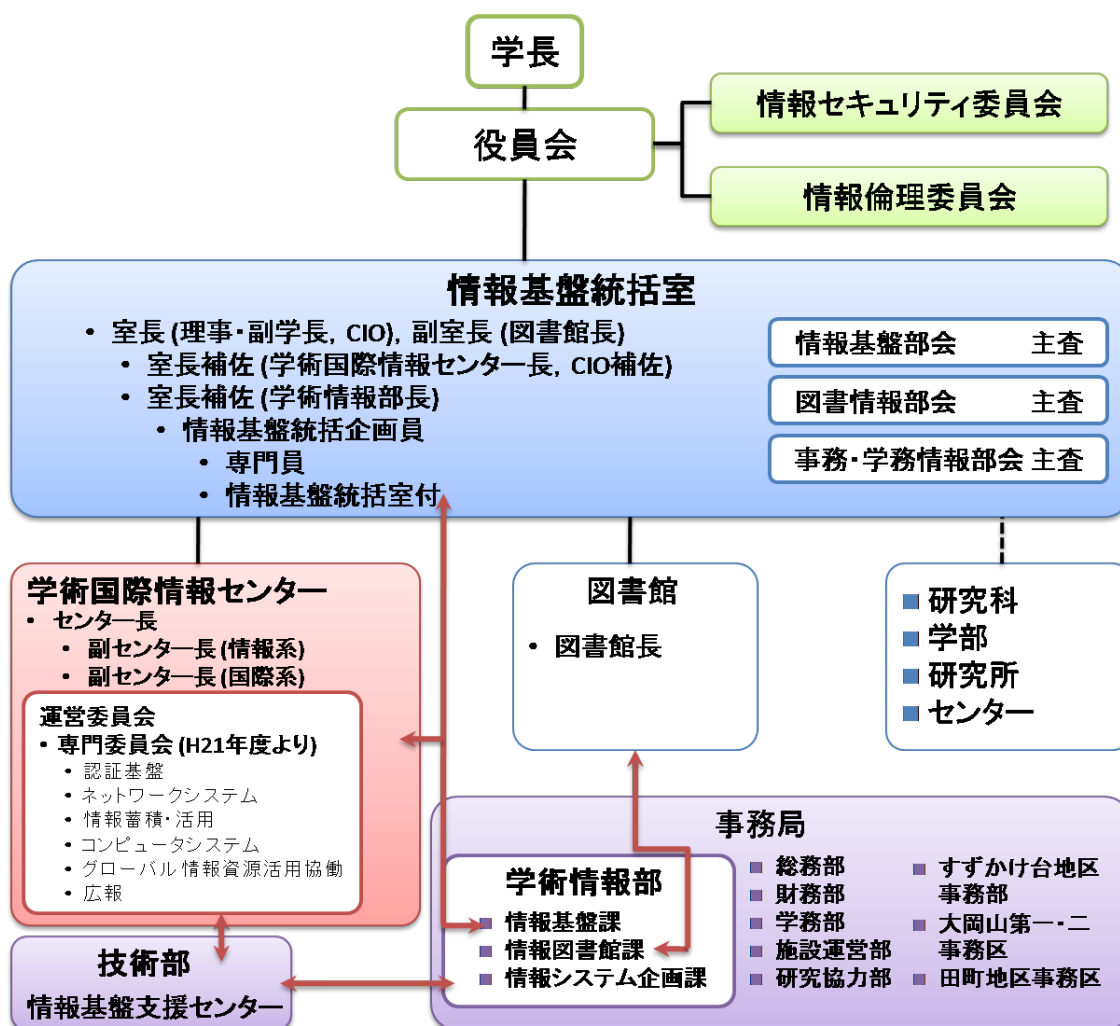 学長
役員会
情報セキュリティ委員会
情報倫理委員会
情報基盤統括室
• 室長 (理事・副学長, CIO), 副室長 (図書館長)
• 室長補佐 (学術国際情報センター長, CIO補佐)
• 室長補佐 (学術情報部長)
• 情報基盤統括企画員
• 専門員
• 情報基盤統括室付
情報基盤部会 主査
図書情報部会 主査
事務・学務情報部会 主査
学術国際情報センター
• センター長
• 副センター長 (情報系)
• 副センター長 (国際系)
運営委員会
• 専門委員会 (H21年度より)
• 認証基盤
• ネットワークシステム
• 情報蓄積・活用
• コンピュータシステム
• グローバル情報資源活用協働
• 広報
図書館
• 図書館長
研究科
学部
研究所
センター
技術部
情報基盤支援センター
事務局
学術情報部
情報基盤課
情報図書館課
情報システム企画課
総務部
財務部
学務部
施設運営部
研究協力部
すずかけ台地区
事務部
大岡山第一・二
事務区
田町地区事務区